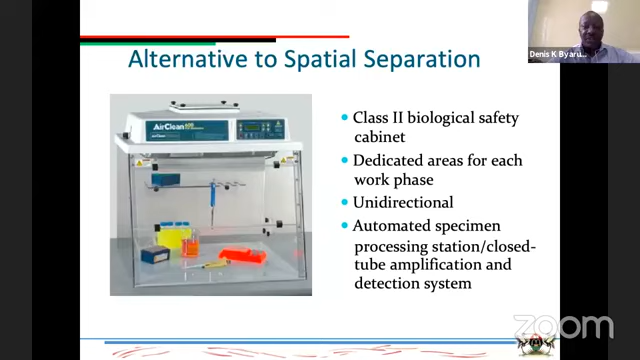 Alternative to Spatial Separation
Denis K Byaru...
AirClean 600
Class II biological safety
cabinet
Dedicated areas for each
work phase
Unidirectional
Automated specimen
processing station/closed-
tube amplification and
detection system
zoom